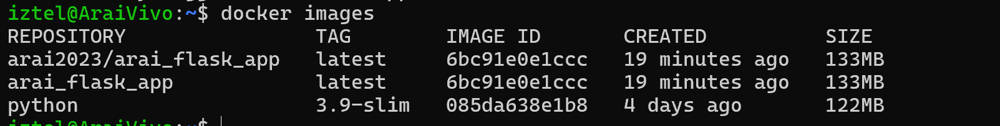 iztel@AraiVivo:~$ docker images
REPOSITORY TAG IMAGE ID CREATED SIZE
arai2023/arai_flask_app latest 6bc91e0e1ccc 19 minutes ago 133MB
arai_flask_app latest 6bc91e0e1ccc 19 minutes ago 133MB
python 3.9-slim 085da638e1b8 4 days ago 122MB
iztel@AraiVivo:~$